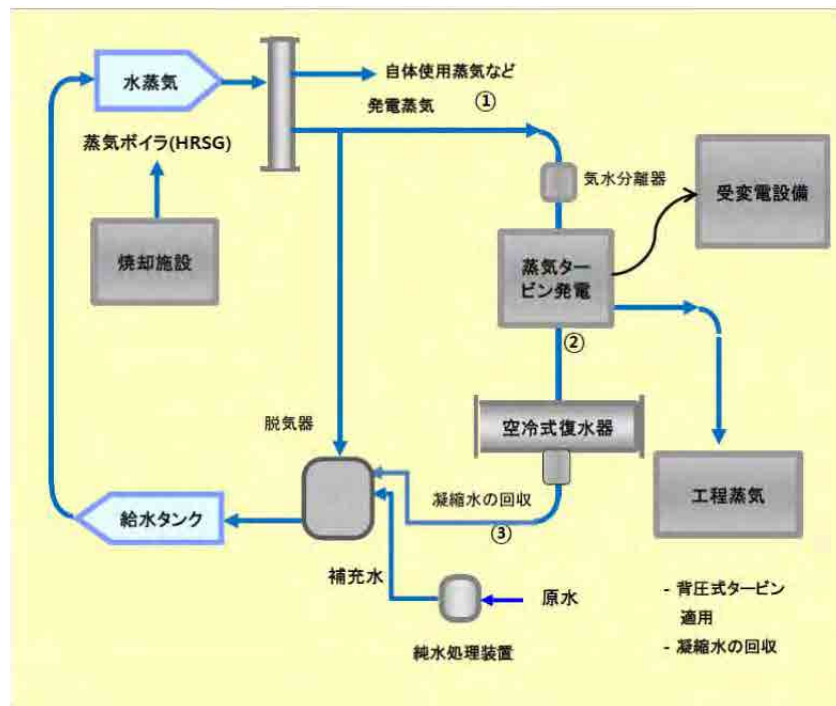 水蒸気
自体使用蒸気など
発電蒸気
①
蒸気ボイラ(HRSG)
気水分離器
受変電設備
焼却施設
蒸気ター
ビン発電
②
脱気器
空冷式復水器
給水タンク
凝縮水の回収
工程蒸気
③
補充水
原水
純水処理装置
- 背圧式タービン
適用
- 凝縮水の回収